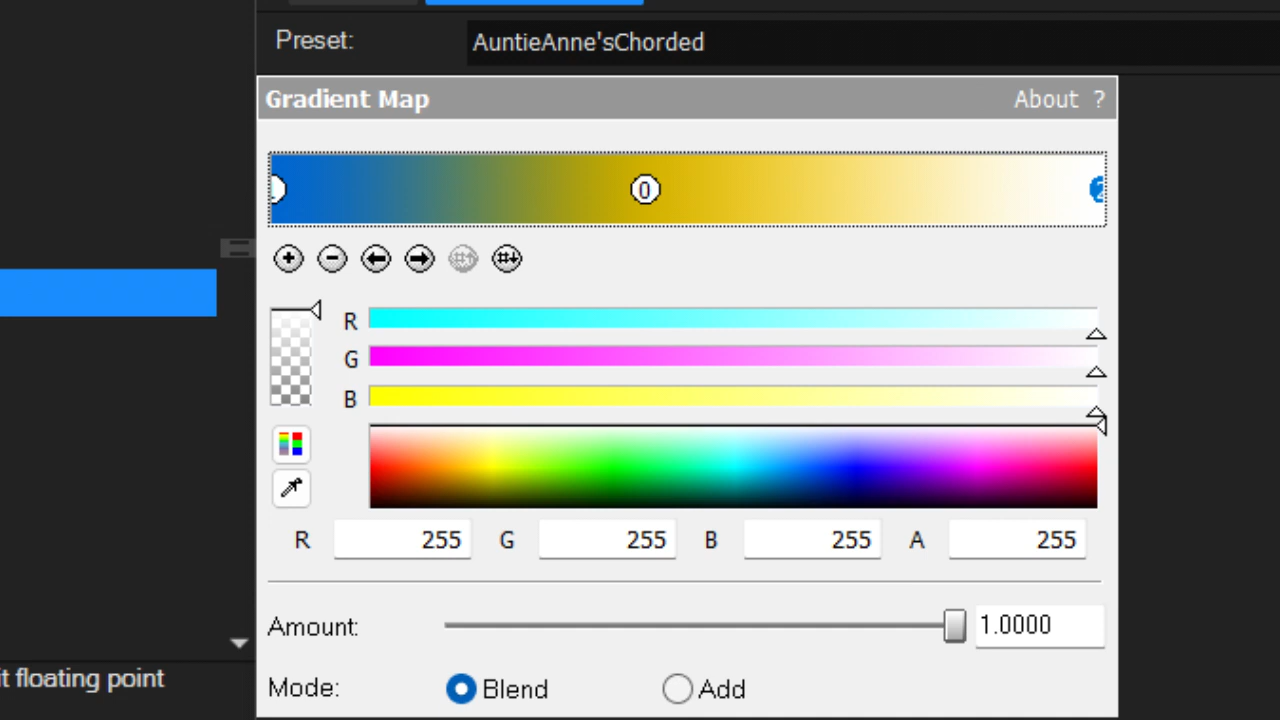 Preset: AuntieAnne'sChorded
Gradient Map About ?
0
R
G
B
R 255 G 255 B 255 A 255
Amount: 1.0000
it floating point
Mode: Blend Add